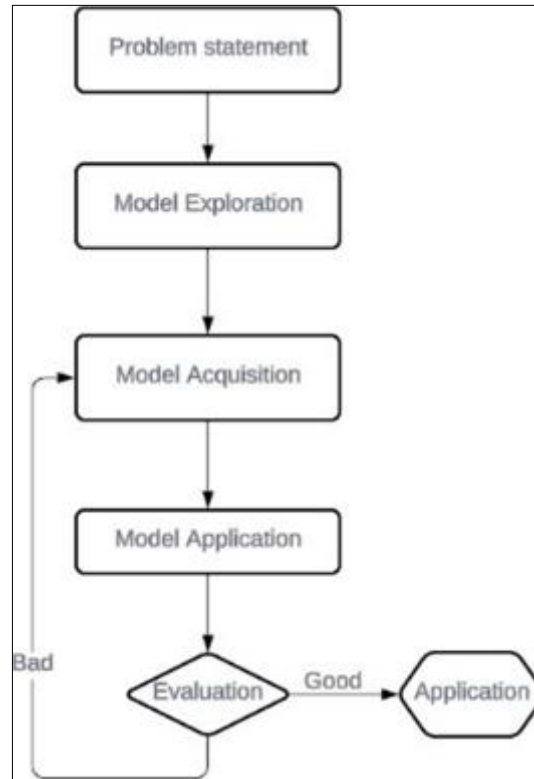 Problem statement
Model Exploration
Model Acquisition
Model Application
Bad
Evaluation
Good
Application